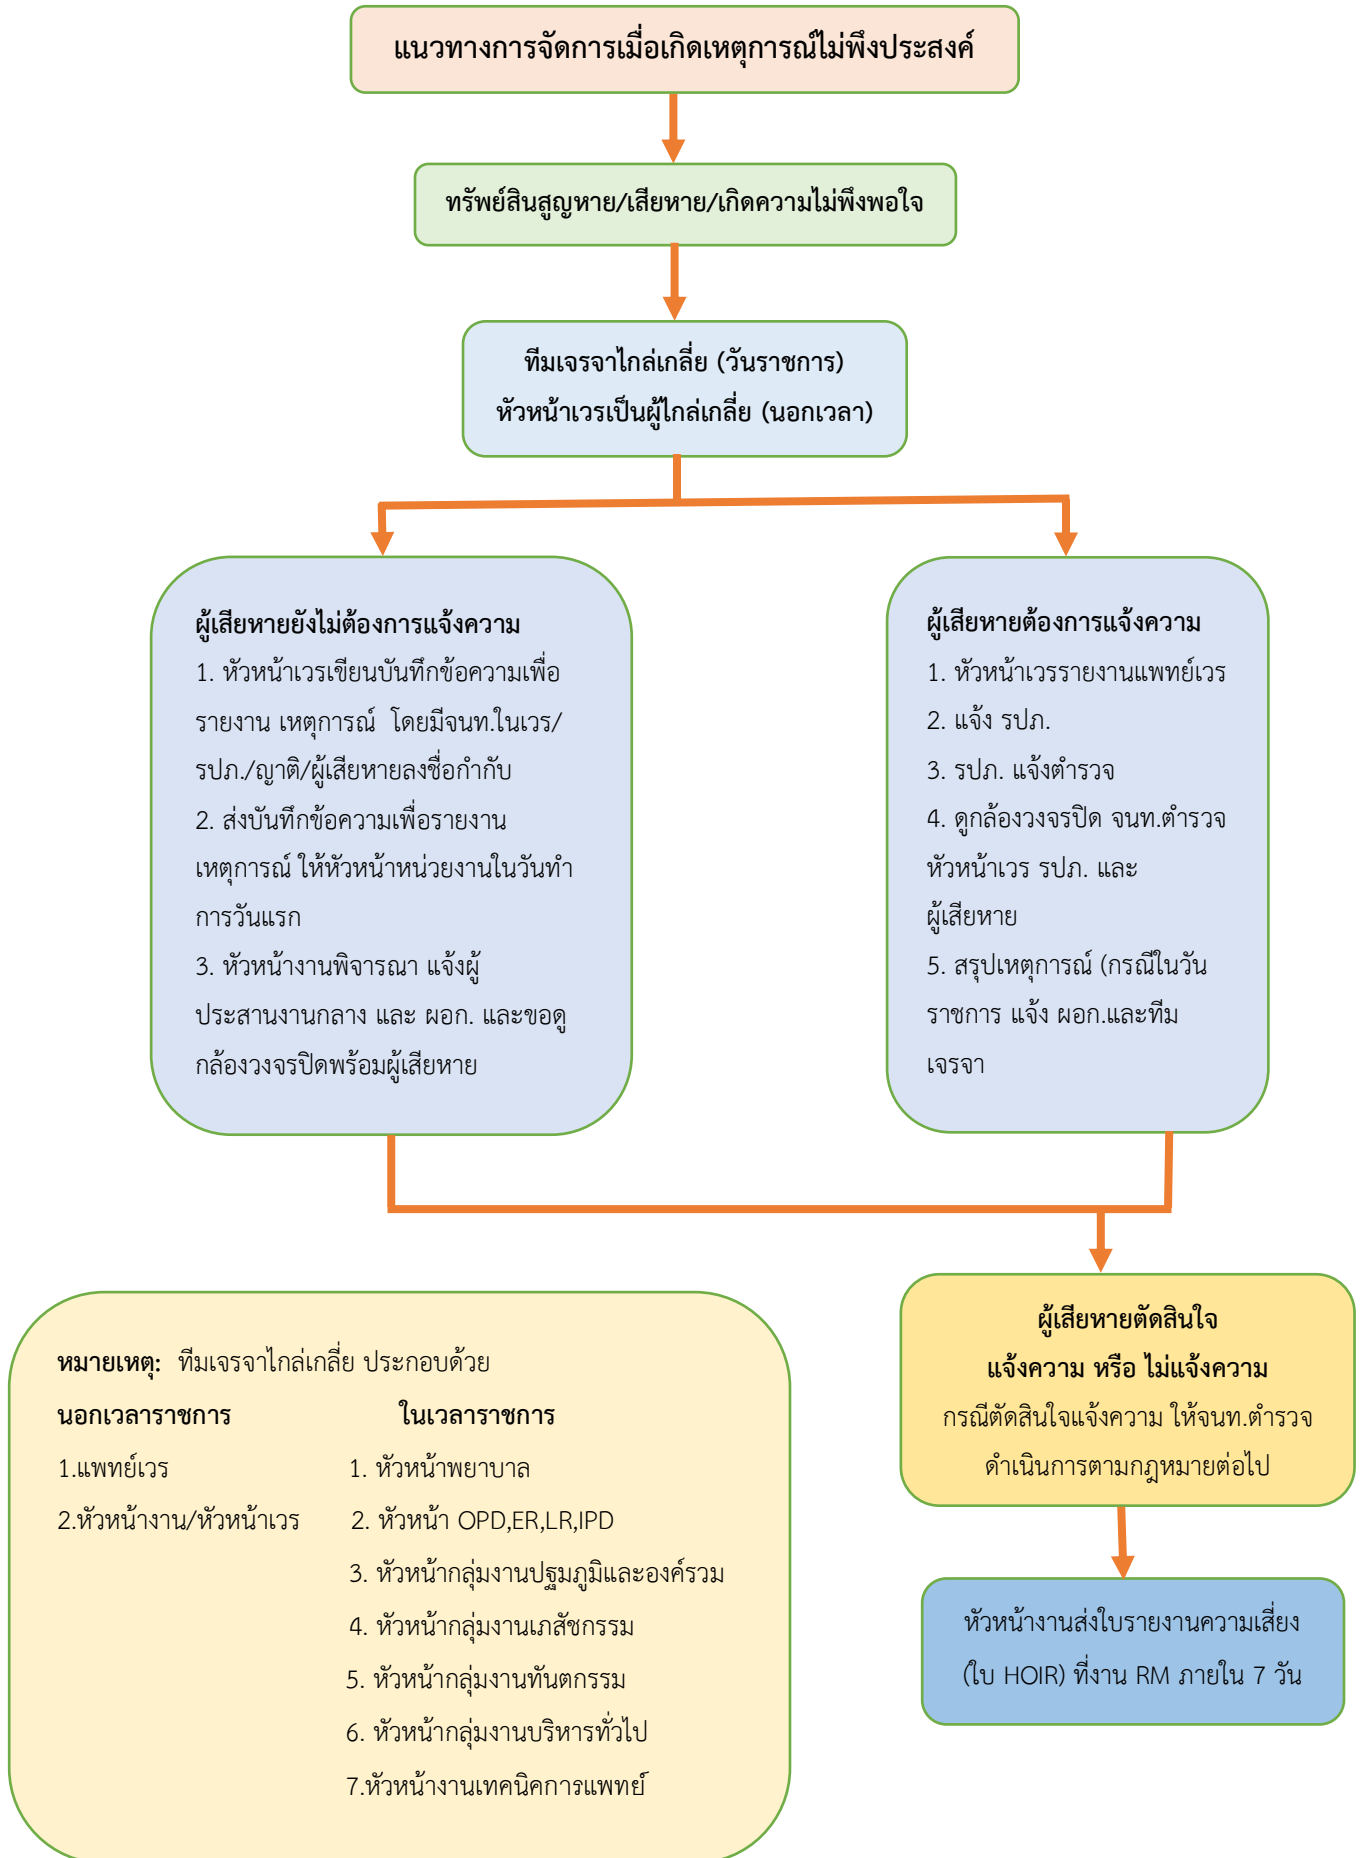 แนวทางการจัดการเมื่อเกิดเหตุการณ์ไม่พึงประสงค์
ทรัพย์สินสูญหาย/เสียหาย/เกิดความไม่พึงพอใจ
ทีมเจรจาไกล่เกลี่ย (วันราชการ)
หัวหน้าเวรเป็นผู้ไกล่เกลี่ย (นอกเวลา)
ผู้เสียหายยังไม่ต้องการแจ้งความ
1. หัวหน้าเวรเขียนบันทึกข้อความเพื่อ
รายงาน เหตุการณ์ โดยมีจนท.ในเวร/
รปภ./ญาติ/ผู้เสียหายลงชื่อกำกับ
2. ส่งบันทึกข้อความเพื่อรายงาน
เหตุการณ์ ให้หัวหน้าหน่วยงานในวันทำ
การวันแรก
3. หัวหน้างานพิจารณา แจ้งผู้
ประสานงานกลาง และ ผอก. และขอดู
กล้องวงจรปิดพร้อมผู้เสียหาย
ผู้เสียหายต้องการแจ้งความ
1. หัวหน้าเวรรายงานแพทย์เวร
2. แจ้ง รปภ.
3. รปภ. แจ้งตำรวจ
4. ดูกล้องวงจรปิด จนท.ตำรวจ
หัวหน้าเวร รปภ. และ
ผู้เสียหาย
5. สรุปเหตุการณ์ (กรณีในวัน
ราชการ แจ้ง ผอก.และทีม
เจรจา
ผู้เสียหายตัดสินใจ
แจ้งความ หรือ ไม่แจ้งความ
กรณีตัดสินใจแจ้งความ ให้จนท.ตำรวจ
ดำเนินการตามกฎหมายต่อไป
หัวหน้างานส่งใบรายงานความเสี่ยง
(ใบ HOIR) ที่งาน RM ภายใน 7 วัน
หมายเหตุ: ทีมเจรจาไกล่เกลี่ย ประกอบด้วย
นอกเวลาราชการ
1.แพทย์เวร
2.หัวหน้างาน/หัวหน้าเวร
ในเวลาราชการ
1. หัวหน้าพยาบาล
2. หัวหน้า OPD,ER,LR,IPD
3. หัวหน้ากลุ่มงานปฐมภูมิและองค์รวม
4. หัวหน้ากลุ่มงานเภสัชกรรม
5. หัวหน้ากลุ่มงานทันตกรรม
6. หัวหน้ากลุ่มงานบริหารทั่วไป
7.หัวหน้างานเทคนิคการแพทย์